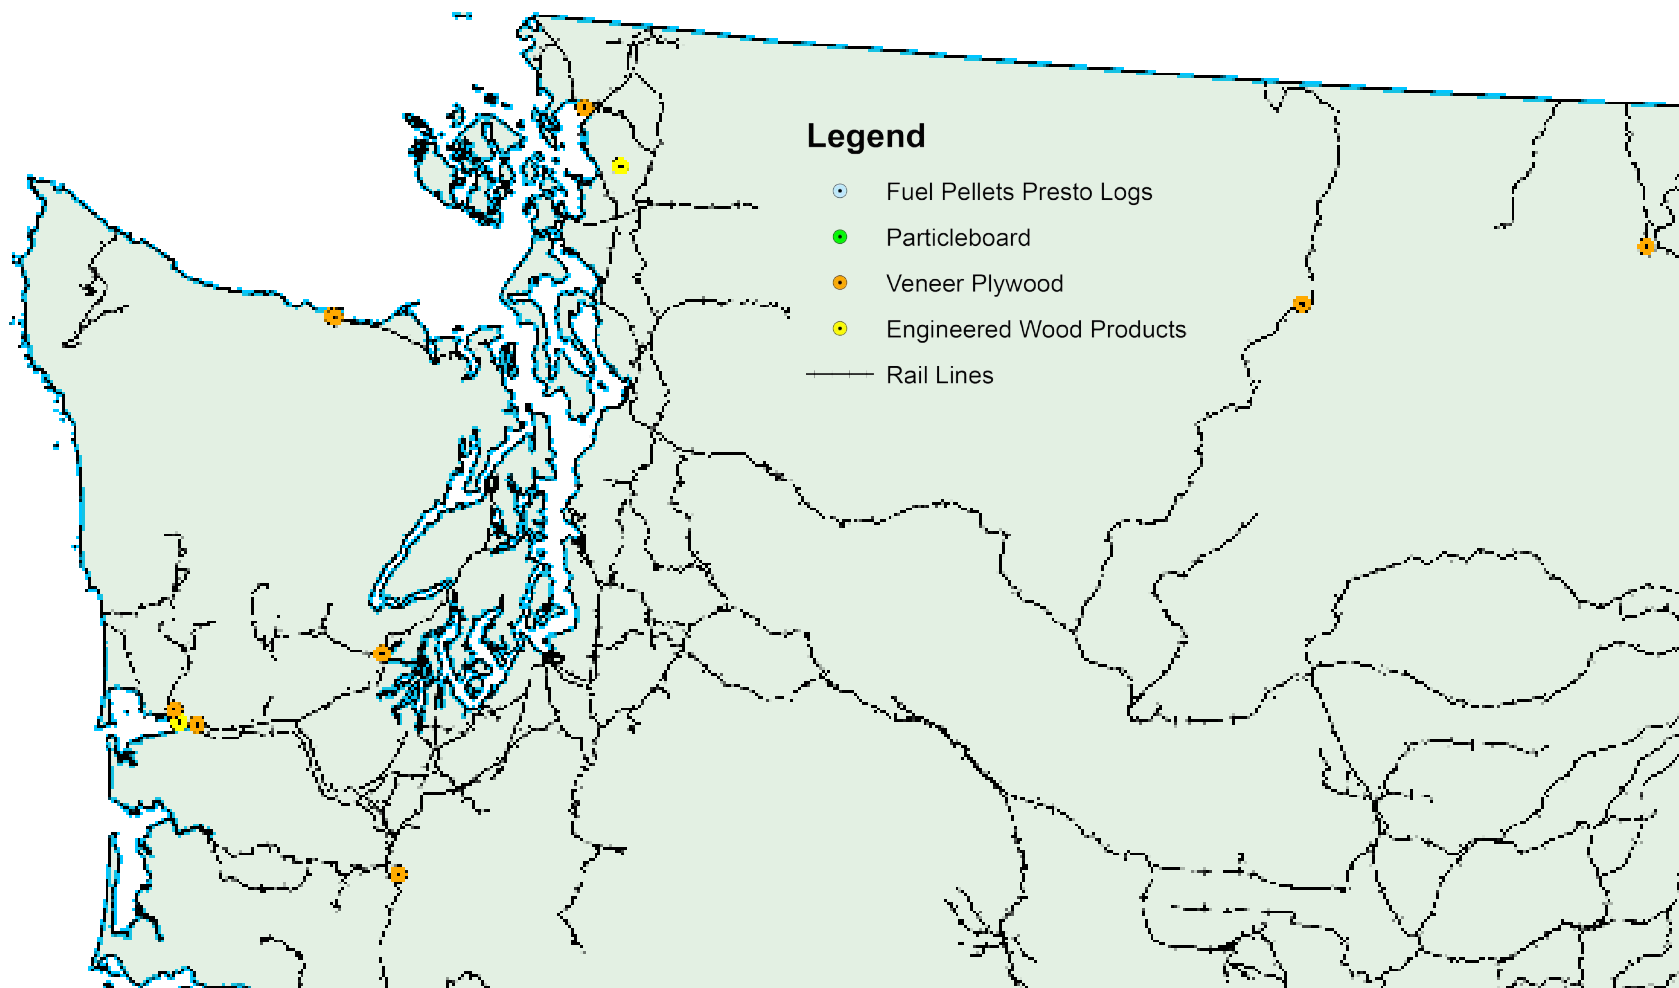 Legend
Fuel Pellets Presto Logs
Particleboard
Veneer Plywood
Engineered Wood Products
Rail Lines